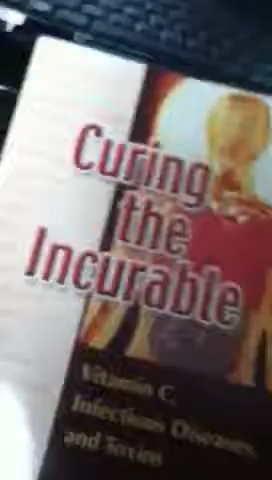 Curing
the
Incurable
Vitamin C,
Infectious Diseases,
and Toxins